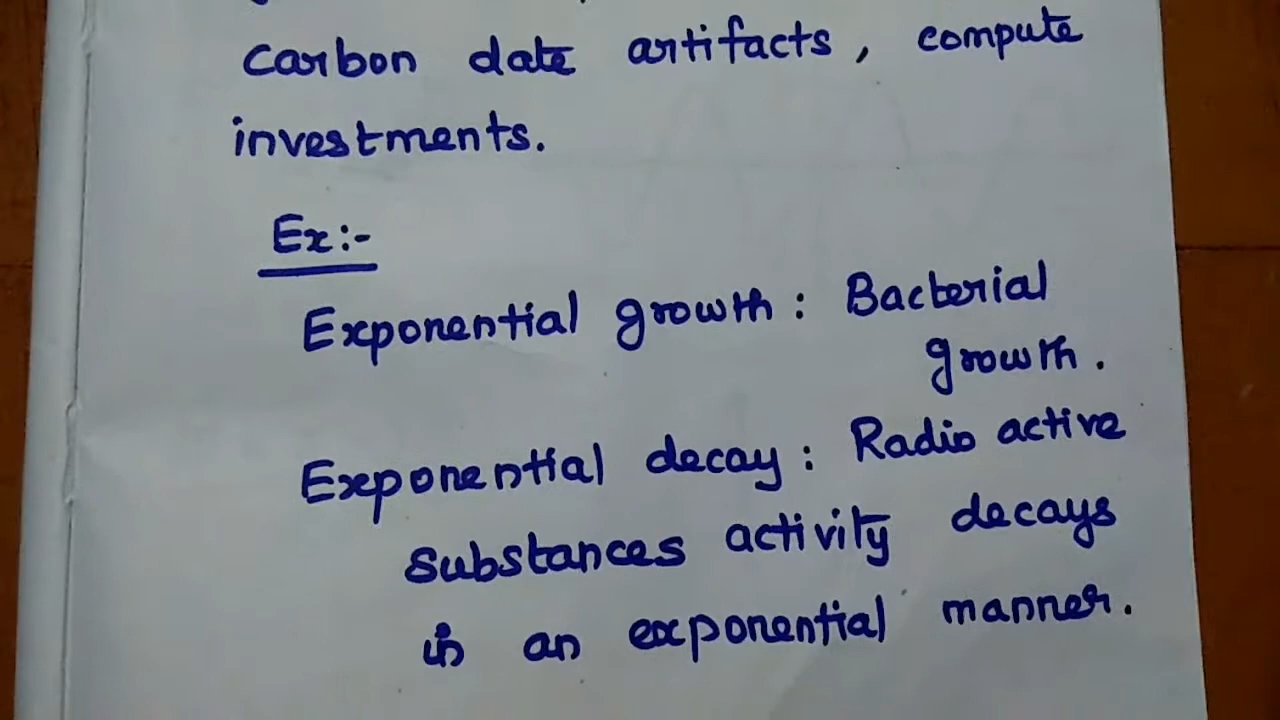 carbon date artifacts, compute
investments.
Ex:-
Exponential growth: Bacterial
growth.
Exponential decay: Radio active
substances activity decays
in an exponential manner.